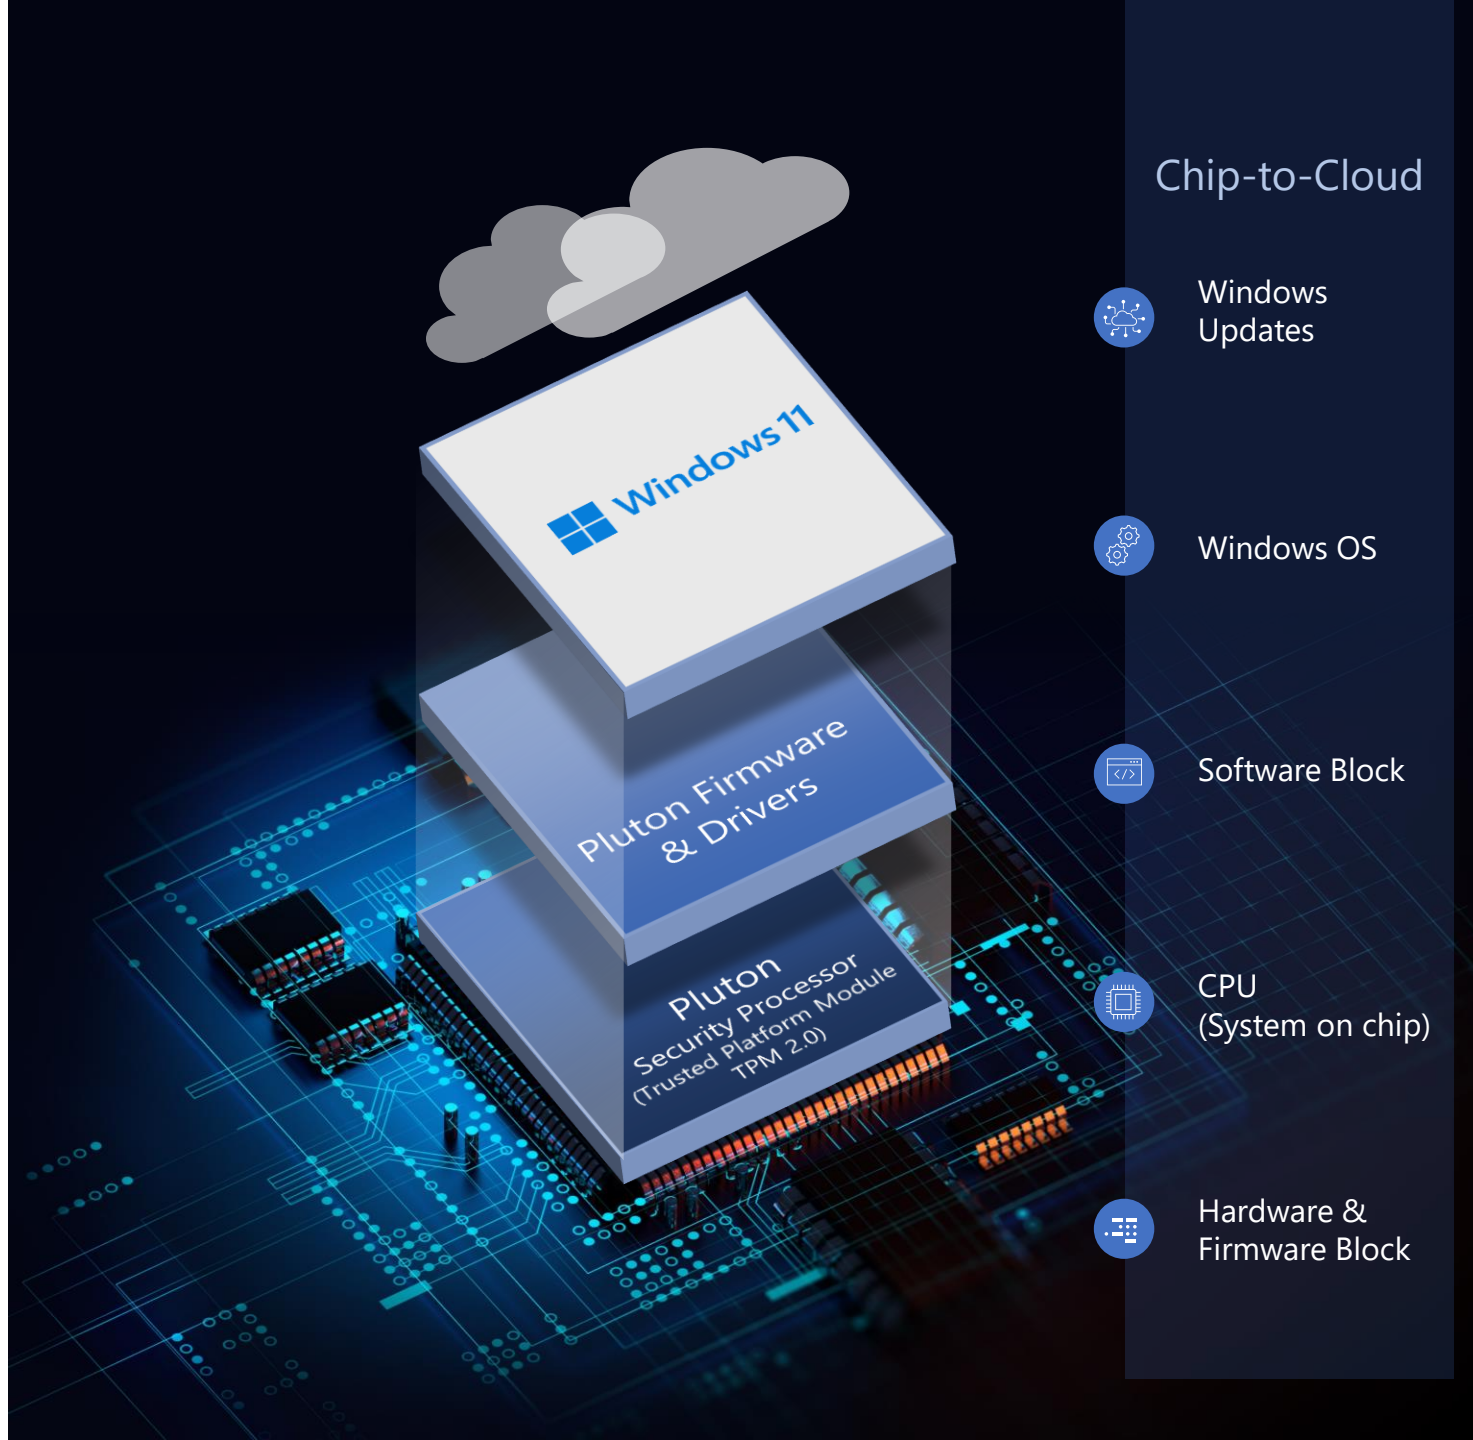 Chip-to-Cloud
Windows
Updates
Windows 11
Windows OS
Pluton Firmware
& Drivers
Software Block
Pluton
Security Processor
(Trusted Platform Module
TPM 2.0)
CPU
(System on chip)
Hardware &
Firmware Block